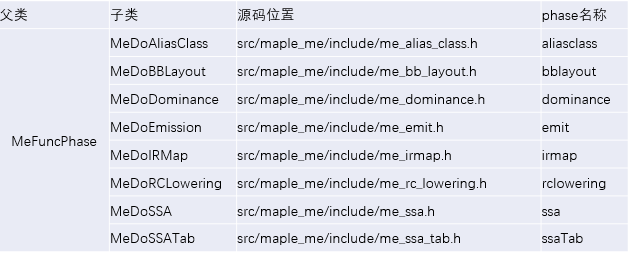 父类 子类 源码位置 phase名称
MeFuncPhase
MeDoAliasClass src/maple_me/include/me_alias_class.h aliasclass
MeDoBBLayout src/maple_me/include/me_bb_layout.h bblayout
MeDoDominance src/maple_me/include/me_dominance.h dominance
MeDoEmission src/maple_me/include/me_emit.h emit
MeDoIRMap src/maple_me/include/me_irmap.h irmap
MeDoRCLowering src/maple_me/include/me_rc_lowering.h rclowering
MeDoSSA src/maple_me/include/me_ssa.h ssa
MeDoSSATab src/maple_me/include/me_ssa_tab.h ssaTab